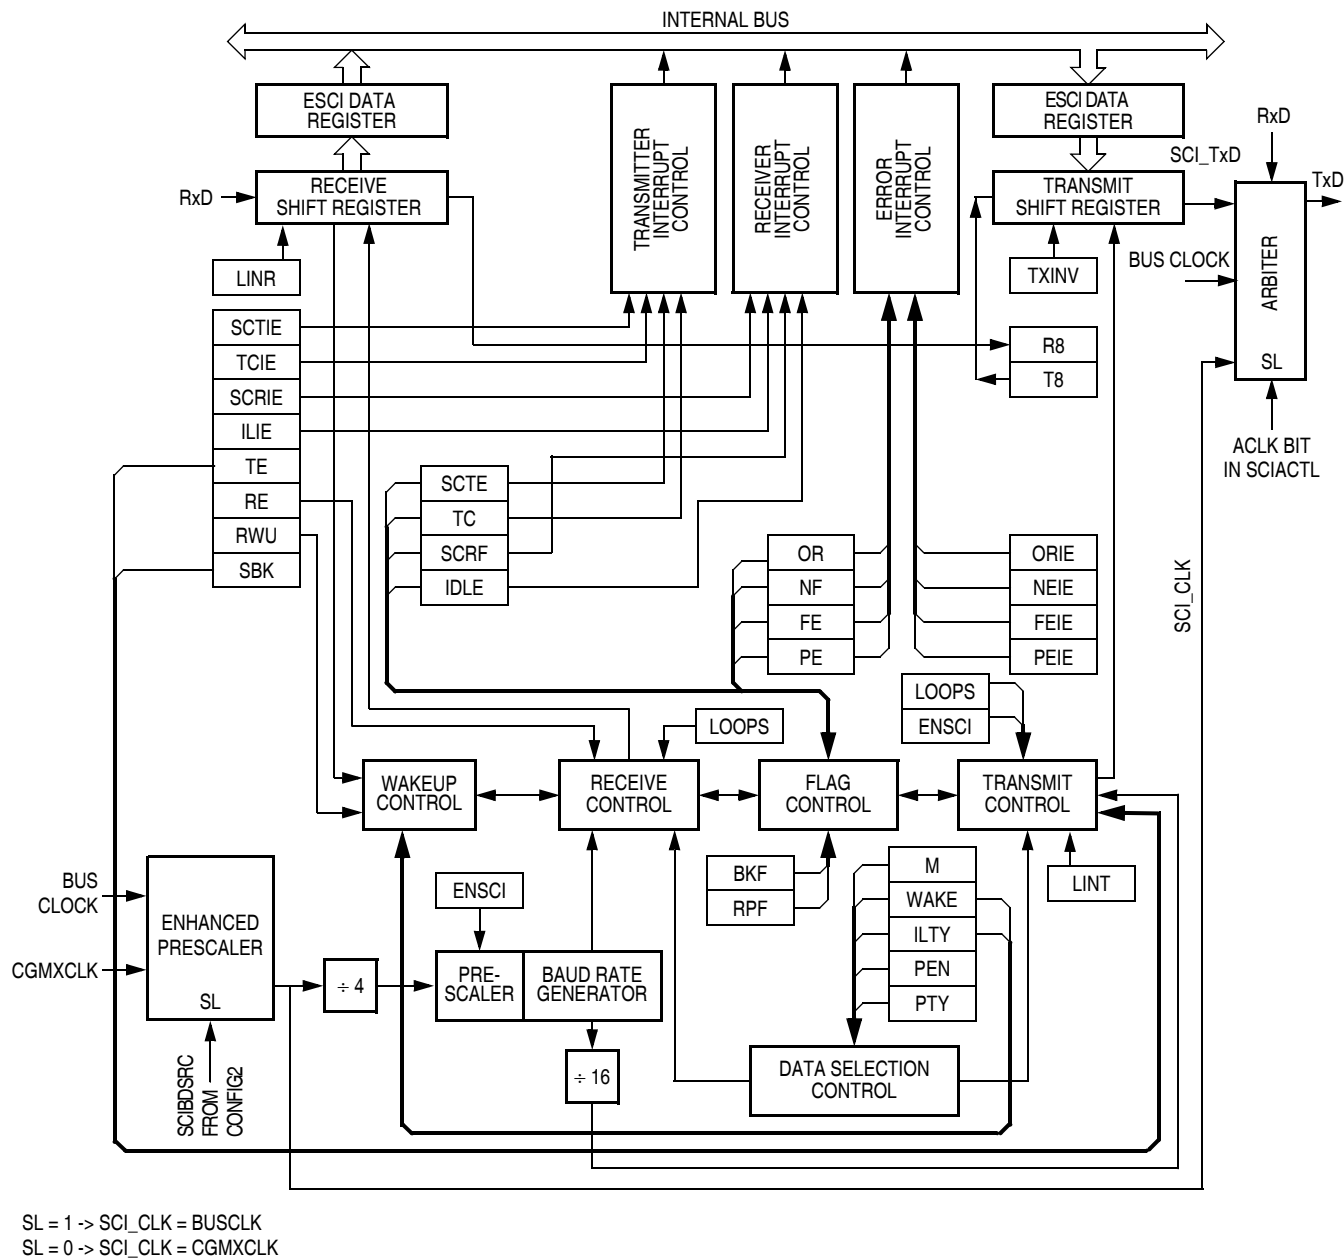 INTERNAL BUS
ESCI DATA
REGISTER
RECEIVE
SHIFT REGISTER
RxD
LINR
TRANSMITTER
INTERRUPT
CONTROL
RECEIVER
INTERRUPT
CONTROL
ERROR
INTERRUPT
CONTROL
ESCI DATA
REGISTER
TRANSMIT
SHIFT REGISTER
TXINV
SCI_TxD
RxD
TxD
BUS CLOCK
ARBITER
SL
ACLK BIT
IN SCIACTL
R8
T8
SCTIE
TCIE
SCRIE
ILIE
TE
RE
RWU
SBK
SCTE
TC
SCRF
IDLE
OR
NF
FE
PE
ORIE
NEIE
FEIE
PEIE
SCI_CLK
LOOPS
LOOPS
ENSCI
WAKEUP
CONTROL
RECEIVE
CONTROL
FLAG
CONTROL
TRANSMIT
CONTROL
BKF
RPF
M
WAKE
ILTY
PEN
PTY
LINT
BUS
CLOCK
CGMXCLK
ENHANCED
PRESCALER
SL
÷ 4
ENSCI
PRE-
SCALER
BAUD RATE
GENERATOR
÷ 16
DATA SELECTION
CONTROL
SCIBDSRC
FROM
CONFIG2
SL = 1 -> SCI_CLK = BUSCLK
SL = 0 -> SCI_CLK = CGMXCLK